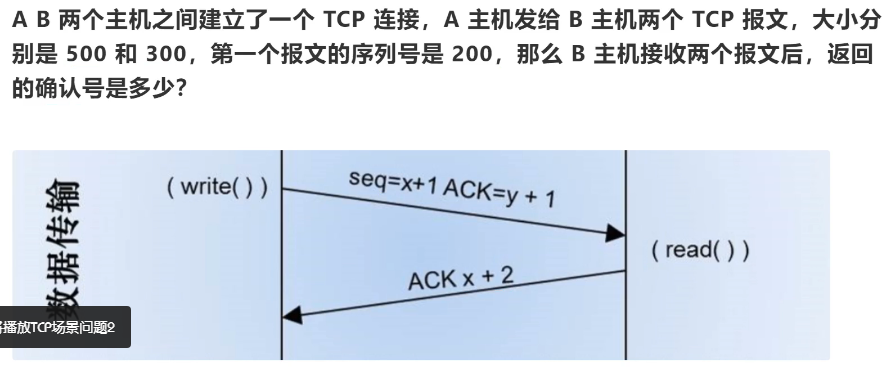 A B 两个主机之间建立了一个 TCP 连接，A 主机发给 B 主机两个 TCP 报文，大小分
别是 500 和 300，第一个报文的序列号是 200，那么 B 主机接收两个报文后，返回
的确认号是多少？
数据传输
( write( ) )
seq=x+1 ACK=y + 1
( read( ) )
ACK x + 2
播放TCP场景问题2